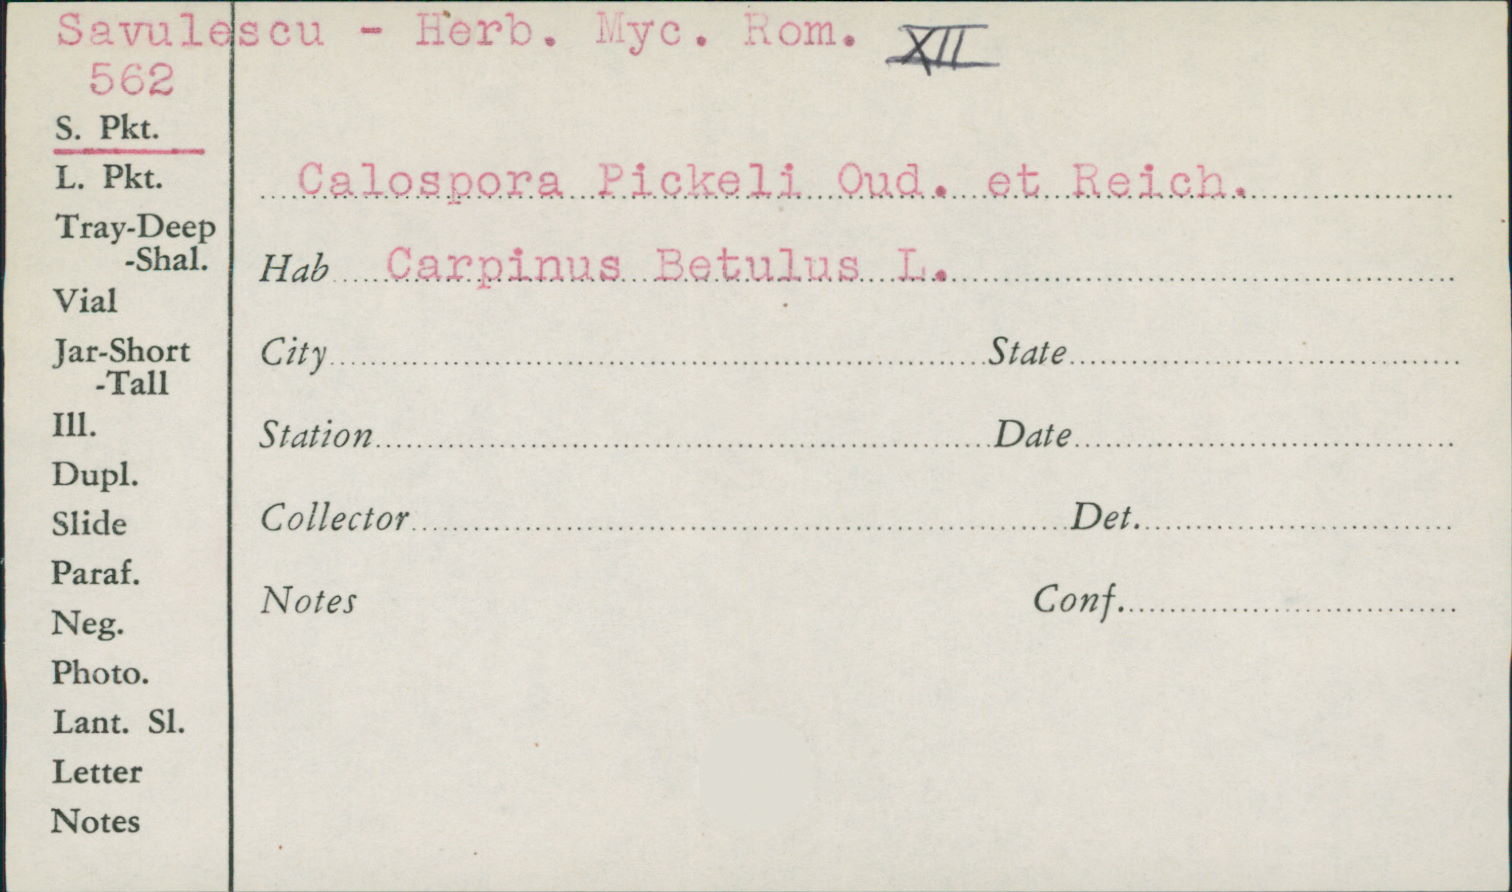 Savulescu - Herb. Myc. Rom. XII
562
S. Pkt.
L. Pkt.
Calospora Pickeli Oud. et Reich.
Tray-Deep
-Shal.
Hab Carpinus Betulus L.
Vial
Jar-Short
-Tall
City State
Ill.
Station Date
Dupl.
Slide
Collector Det.
Paraf.
Notes Conf.
Neg.
Photo.
Lant. Sl.
Letter
Notes